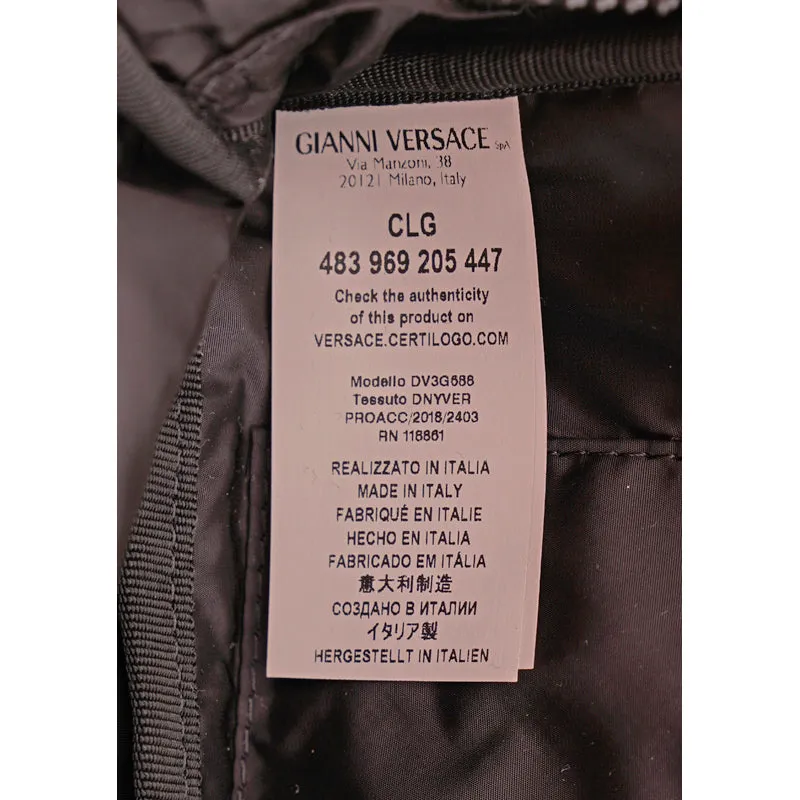 GIANNI VERSACE SpA
Via Manzoni, 38
20121 Milano, Italy
CLG
483 969 205 447
Check the authenticity
of this product on
VERSACE.CERTILOGO.COM
Modello DV3G686
Tessuto DNYVER
PROACC/2018/2403
RN 118861
REALIZZATO IN ITALIA
MADE IN ITALY
FABRIQUÉ EN ITALIE
HECHO EN ITALIA
FABRICADO EM ITÁLIA
意大利制造
СОЗДАНО В ИТАЛИИ
イタリア製
HERGESTELLT IN ITALIEN